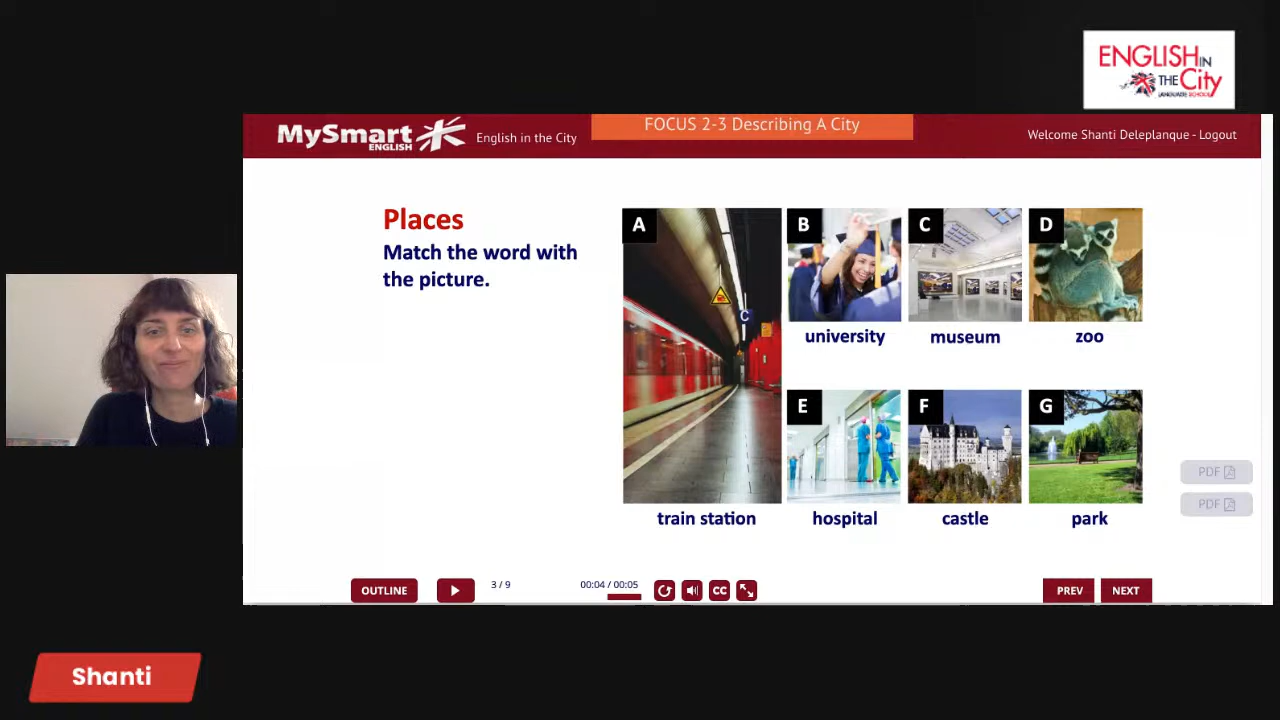 ENGLISH IN
THE City
LANGUAGE SCHOOL
MySmart
ENGLISH
English in the City
FOCUS 2-3 Describing A City
Welcome Shanti Deleplanque - Logout
Places
Match the word with
the picture.
A
B
C
D
C
university
museum
zoo
E
F
G
train station
hospital
castle
park
PDF
PDF
OUTLINE
3 / 9
00:04 / 00:05
CC
PREV
NEXT
Shanti